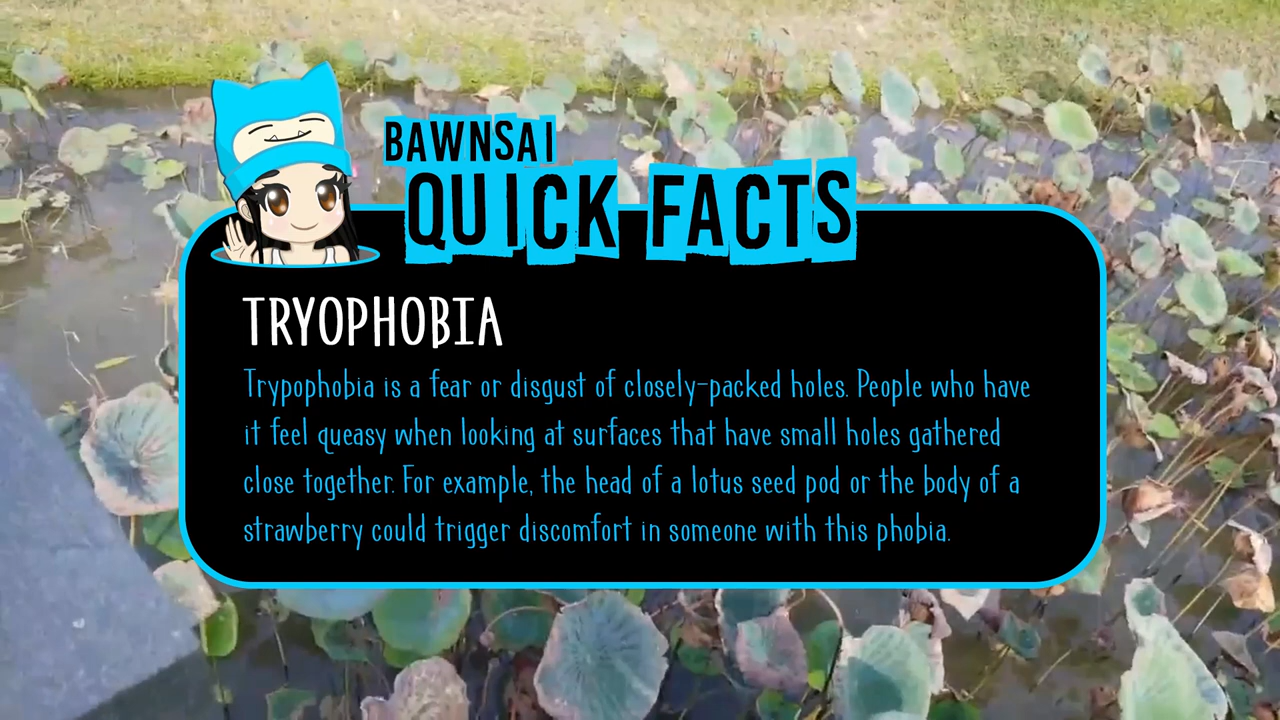 BAWNSAI
QUICK FACTS
TRYOPHOBIA
Trypophobia is a fear or disgust of closely-packed holes. People who have
it feel queasy when looking at surfaces that have small holes gathered
close together. For example, the head of a lotus seed pod or the body of a
strawberry could trigger discomfort in someone with this phobia.